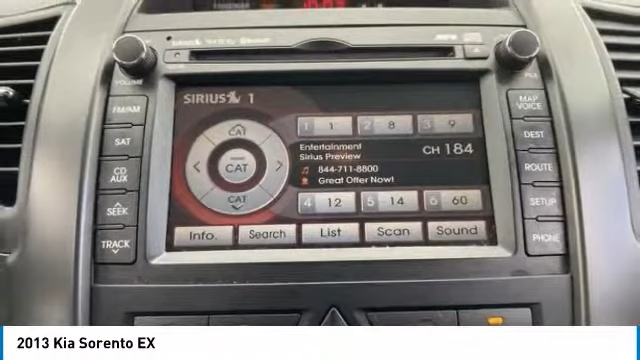 VOLUME
FM/AM
SAT
CD
AUX
SEEK
TRACK
SIRIUS 1
CAT
CAT
CAT
1 1
2 8
3 9
Entertainment
Sirius Preview
CH 184
844-711-8800
Great Offer Now!
4 12
5 14
6 60
Info.
Search
List
Scan
Sound
MAP
VOICE
DEST
ROUTE
SETUP
PHONE
2013 Kia Sorento EX